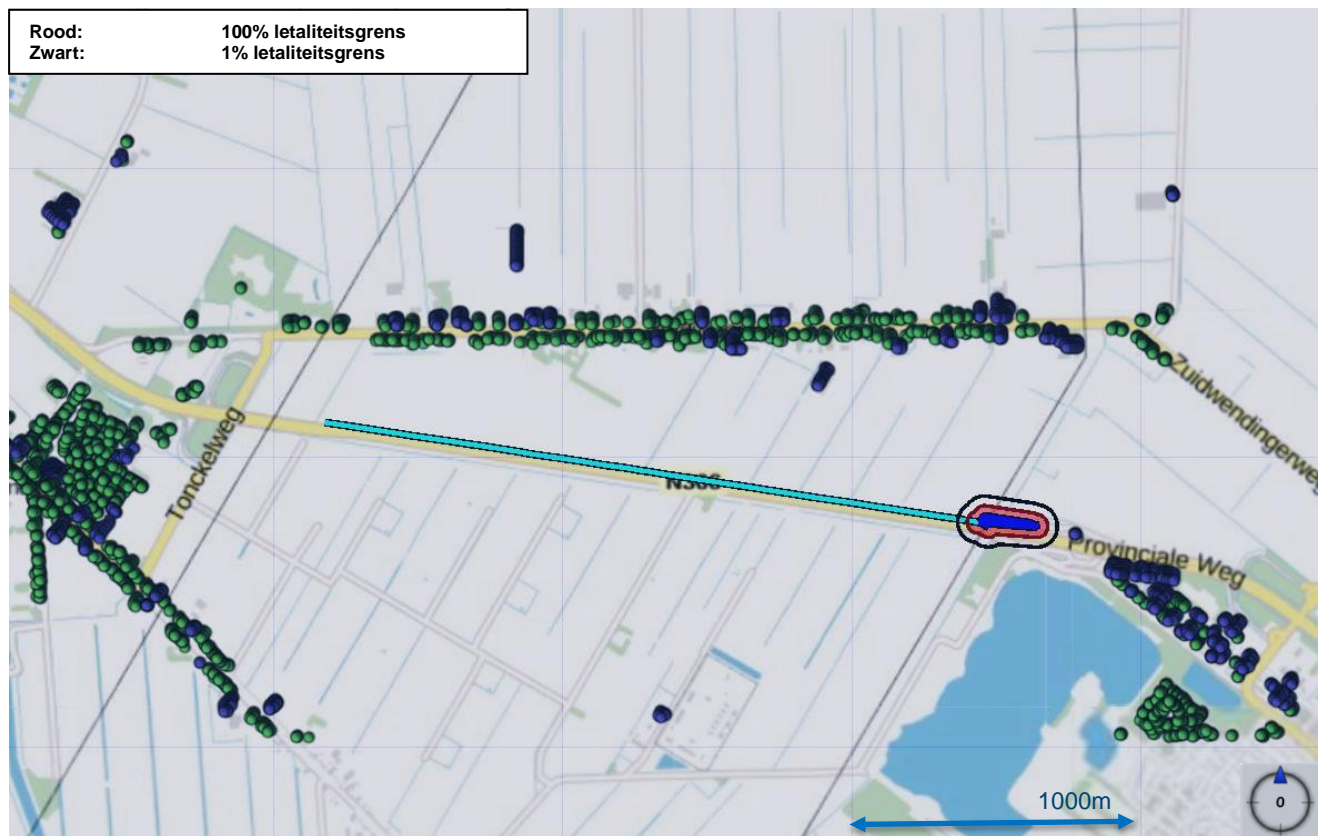 Rood: 100% letaliteitsgrens
Zwart: 1% letaliteitsgrens
Tonckelweg
Zuidwendingerweg
Provinciale Weg
1000m
0